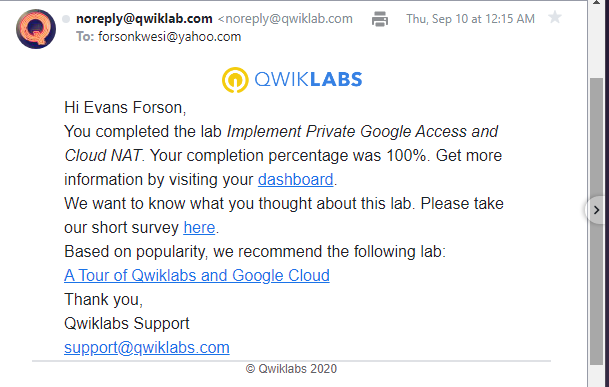 noreply@qwiklab.com <noreply@qwiklab.com Thu, Sep 10 at 12:15 AM
To: forsonkwesi@yahoo.com
QWIKLABS
Hi Evans Forson,
You completed the lab Implement Private Google Access and
Cloud NAT. Your completion percentage was 100%. Get more
information by visiting your dashboard.
We want to know what you thought about this lab. Please take
our short survey here.
Based on popularity, we recommend the following lab:
A Tour of Qwiklabs and Google Cloud
Thank you,
Qwiklabs Support
support@qwiklabs.com
© Qwiklabs 2020